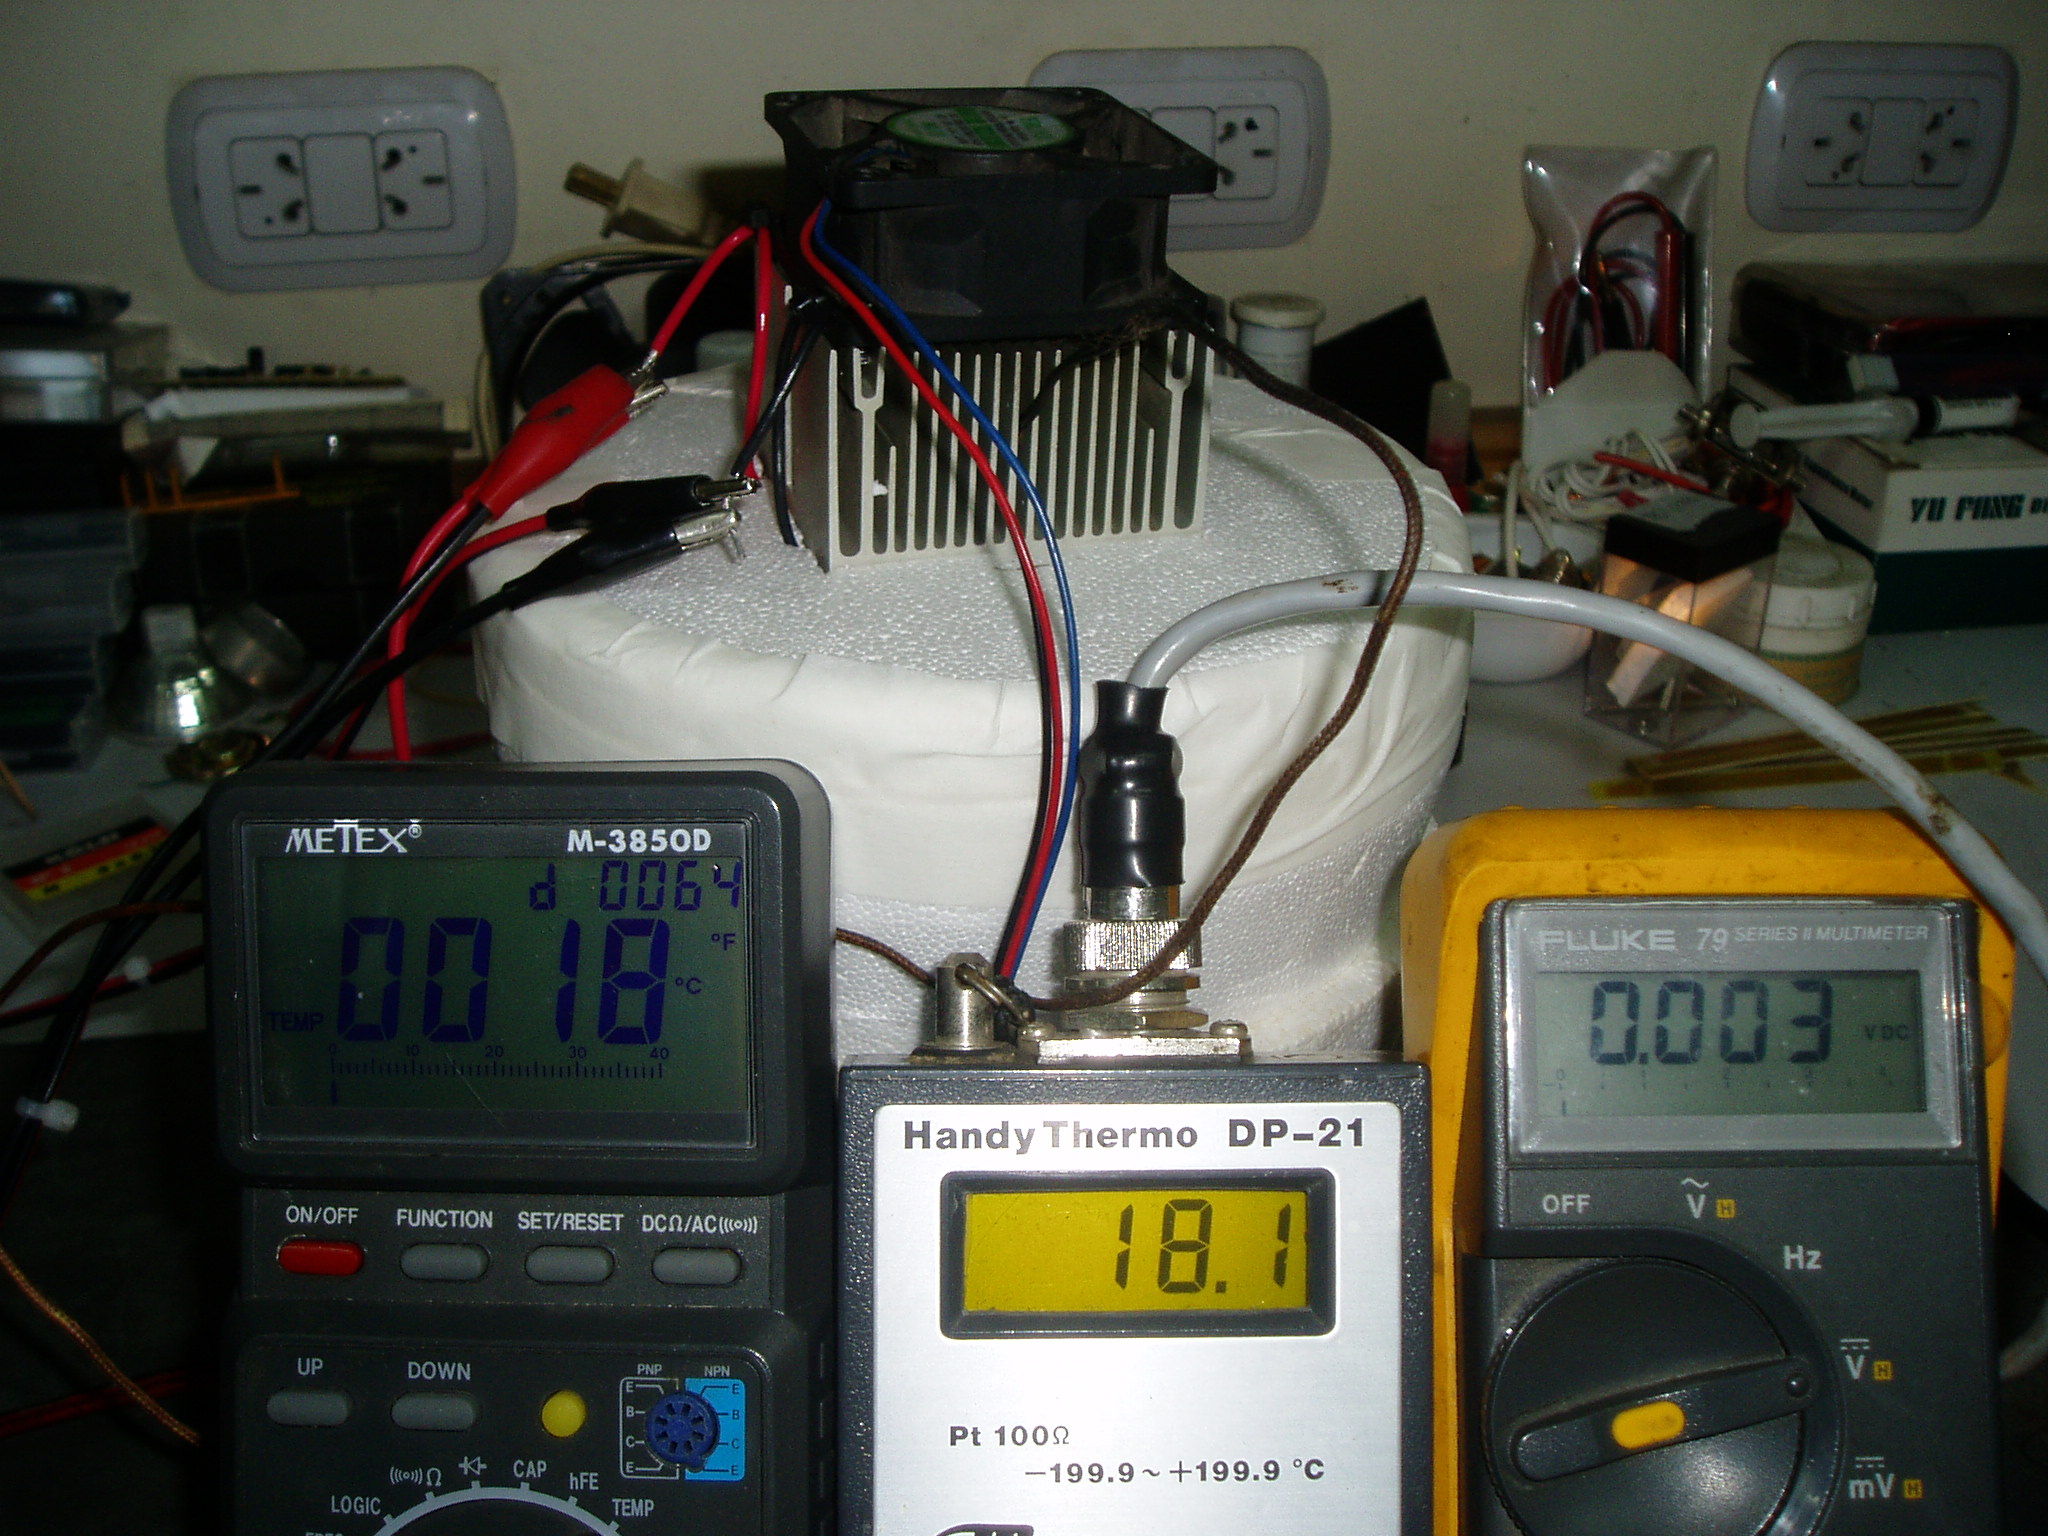 YU FUNG
METEX® M-3850D
d 0064
0018
°F
°C
TEMP
0 10 20 30 40
ON/OFF FUNCTION SET/RESET DCΩ/AC
UP DOWN
PNP NPN
E E
B B
C C
E E
LOGIC Ω CAP hFE TEMP
Handy Thermo DP-21
18.1
Pt 100Ω
−199.9 ~ +199.9 °C
FLUKE 79 SERIES II MULTIMETER
0.003 VDC
OFF V H
Hz
V H
mV H